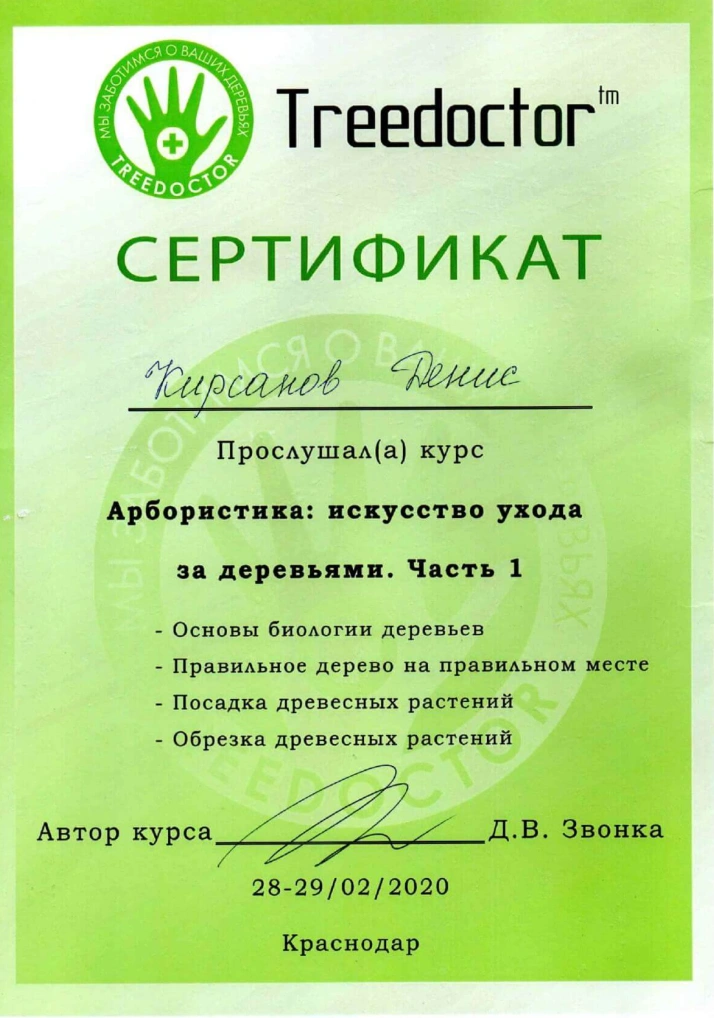 МЫ ЗАБОТИМСЯ О ВАШИХ ДЕРЕВЬЯХ
TREEDOCTOR
Treedoctor™
СЕРТИФИКАТ
Кирсанов Денис
Прослушал(а) курс
Арбористика: искусство ухода
за деревьями. Часть 1
- Основы биологии деревьев
- Правильное дерево на правильном месте
- Посадка древесных растений
- Обрезка древесных растений
Автор курса Д.В. Звонка
28-29/02/2020
Краснодар